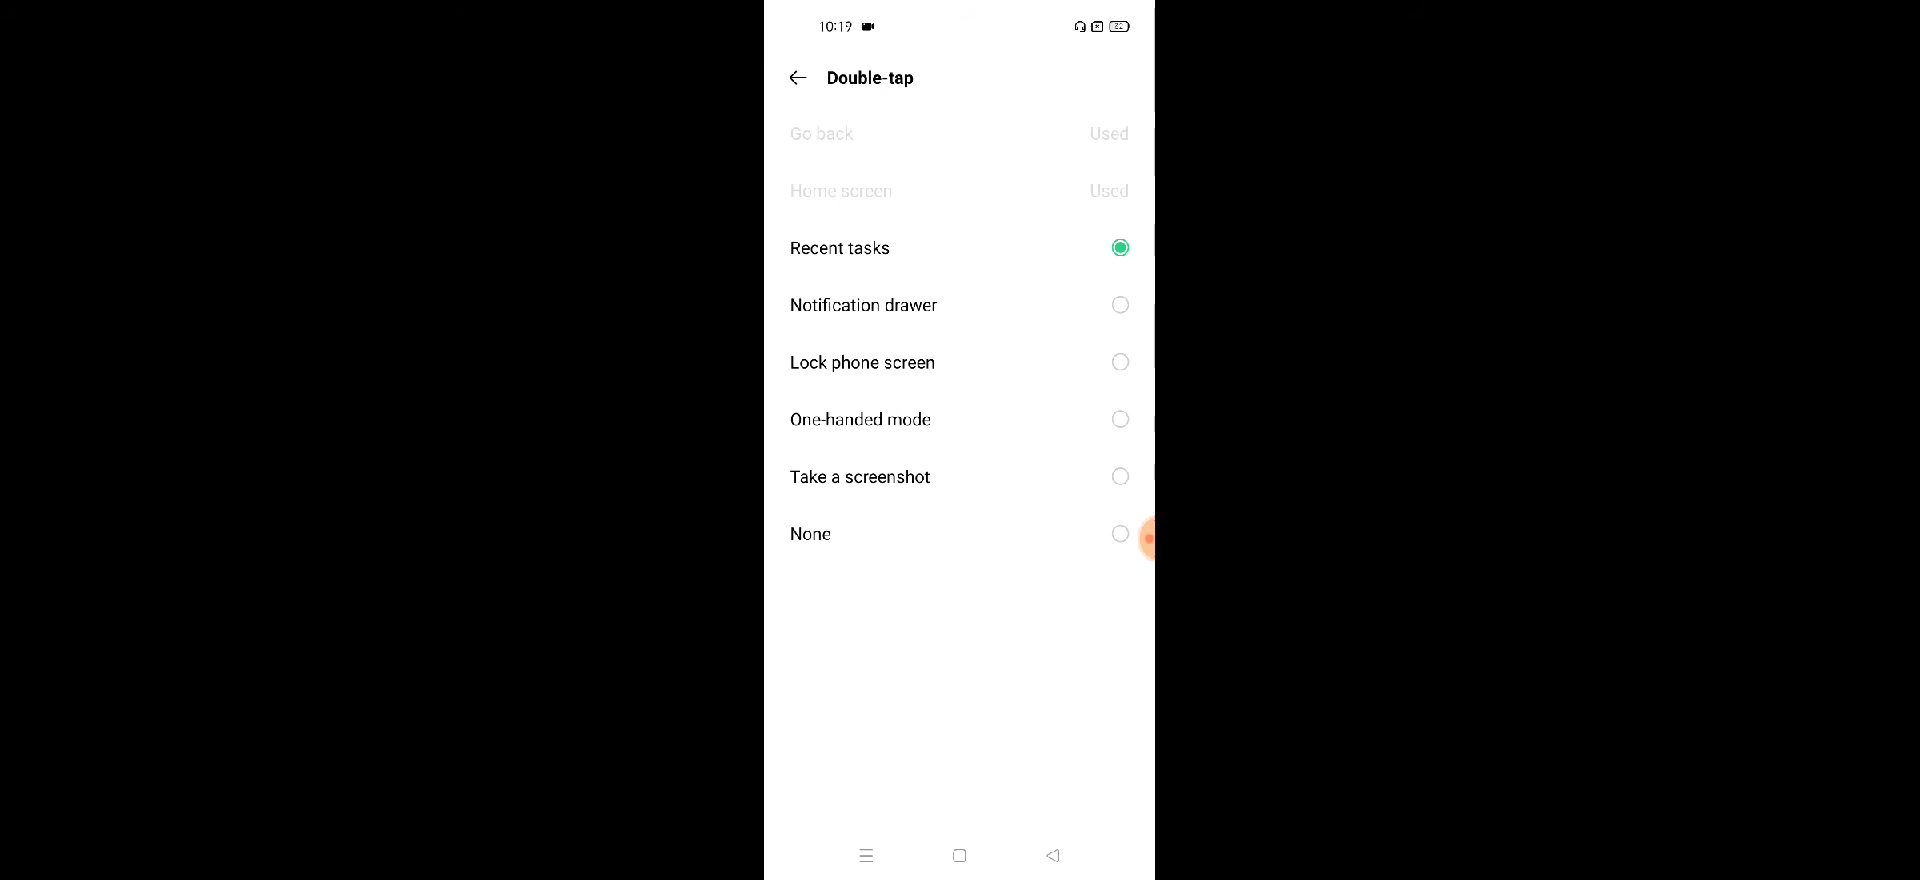 10:19
Double-tap
Go back Used
Home screen Used
Recent tasks
Notification drawer
Lock phone screen
One-handed mode
Take a screenshot
None